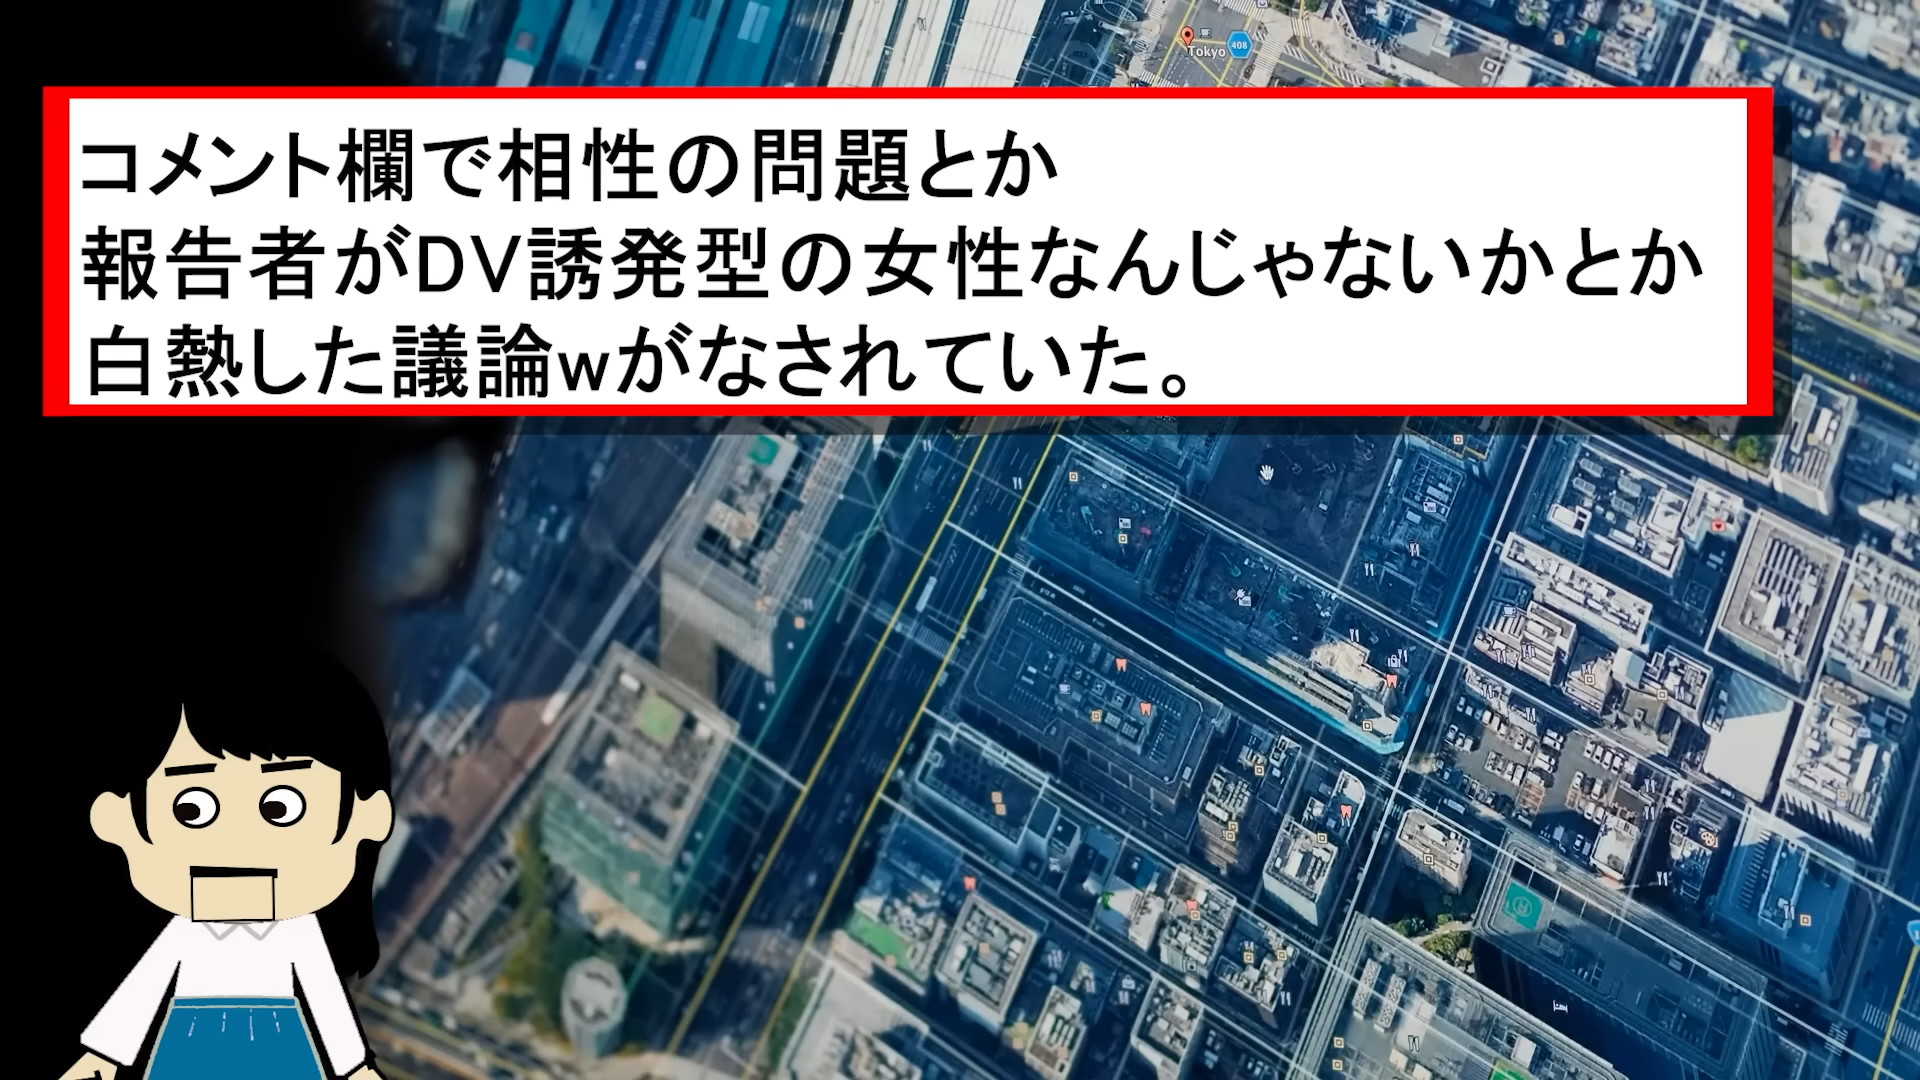 Tokyo
408
コメント欄で相性の問題とか
報告者がDV誘発型の女性なんじゃないかとか
白熱した議論wがなされていた。